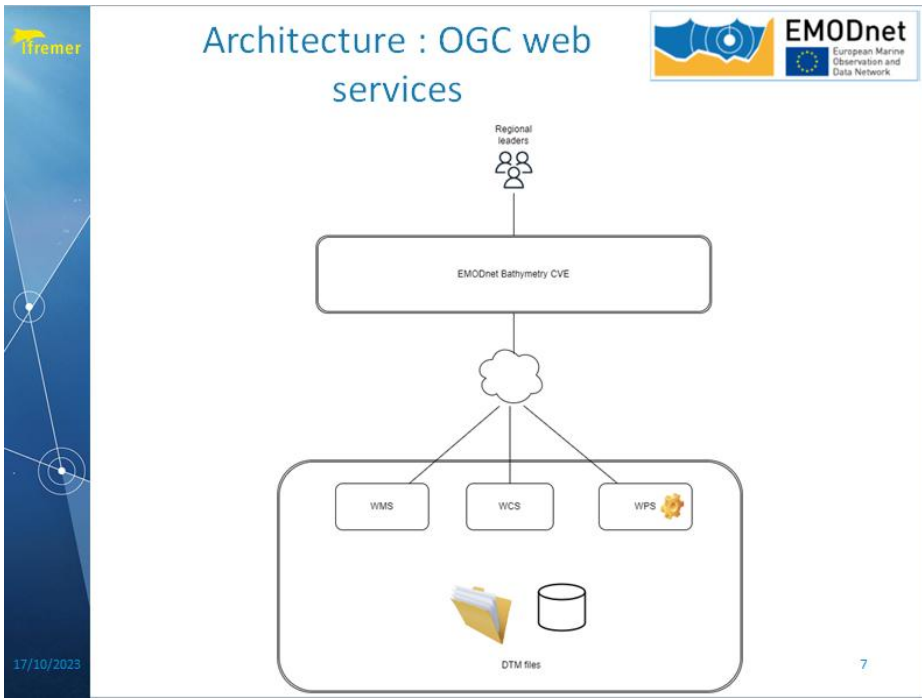 Ifremer
Architecture : OGC web
services
EMODnet
European Marine
Observation and
Data Network
Regional
leaders
EMODnet Bathymetry CVE
WMS
WCS
WPS
DTM files
17/10/2023
7